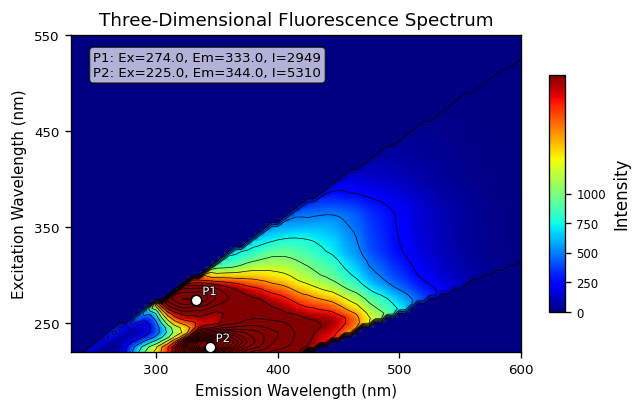 Three-Dimensional Fluorescence Spectrum
550
450
350
250
Excitation Wavelength (nm)
P1: Ex=274.0, Em=333.0, I=2949
P2: Ex=225.0, Em=344.0, I=5310
P1
P2
300
400
500
600
Emission Wavelength (nm)
1000
750
500
250
0
Intensity